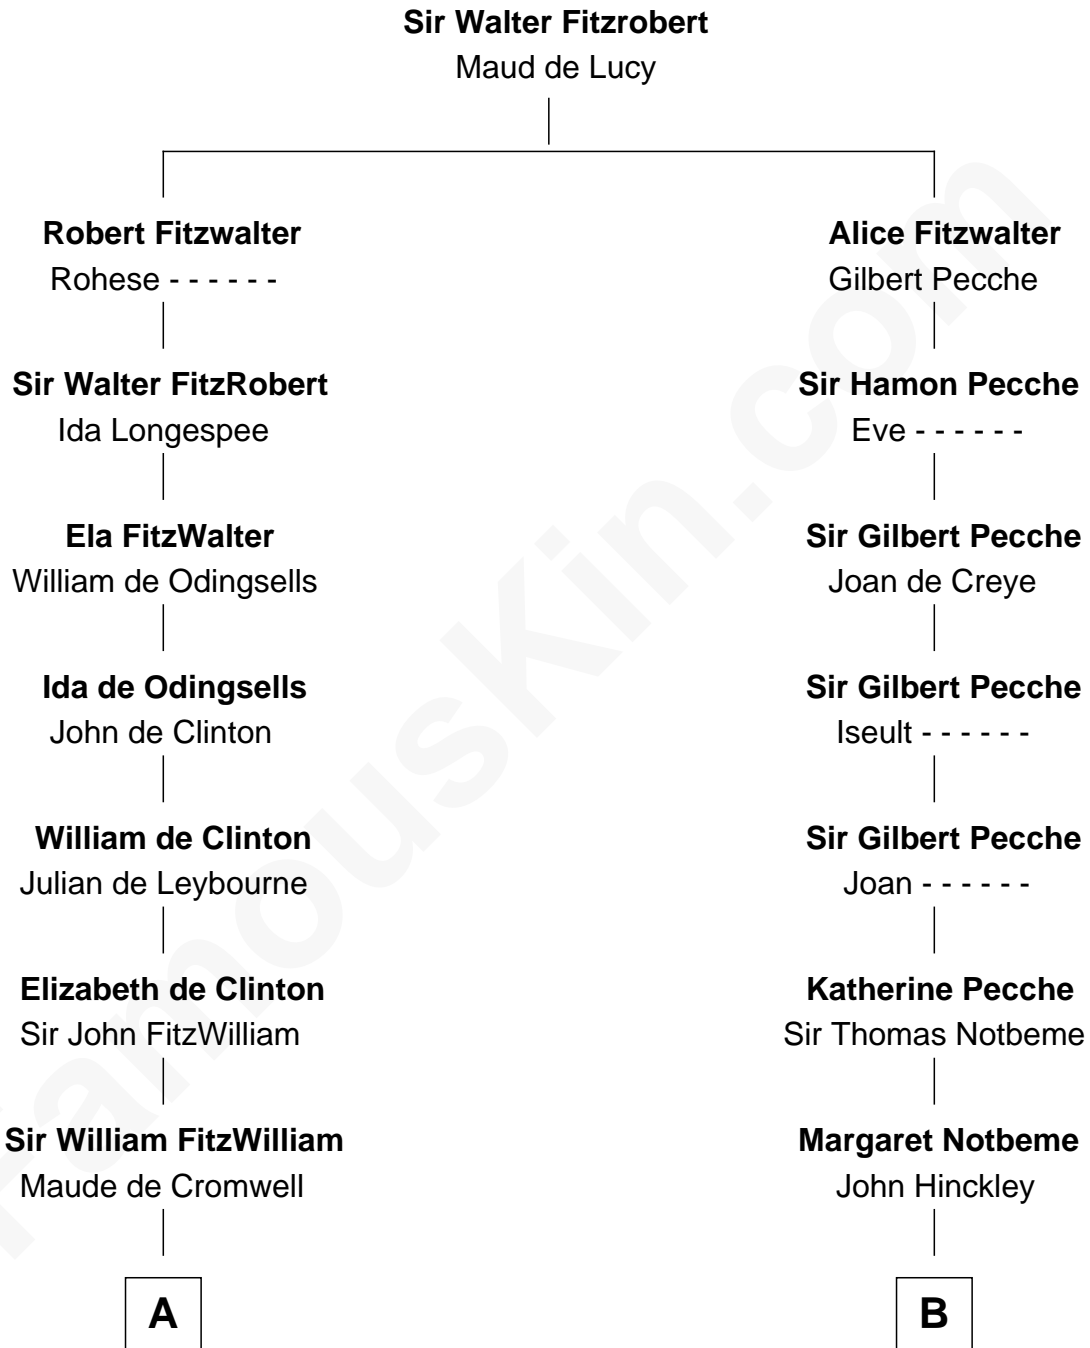 Sir Walter Fitzrobert
Maud de Lucy
Robert Fitzwalter
Rohese - - - - - -
Sir Walter FitzRobert
Ida Longespee
Ela FitzWalter
William de Odingsells
Ida de Odingsells
John de Clinton
William de Clinton
Julian de Leybourne
Elizabeth de Clinton
Sir John FitzWilliam
Sir William FitzWilliam
Maude de Cromwell
A
Alice Fitzwalter
Gilbert Pecche
Sir Hamon Pecche
Eve - - - - - -
Sir Gilbert Pecche
Joan de Creye
Sir Gilbert Pecche
Iseult - - - - - -
Sir Gilbert Pecche
Joan - - - - - -
Katherine Pecche
Sir Thomas Notbeme
Margaret Notbeme
John Hinckley
B
FamousKin.com